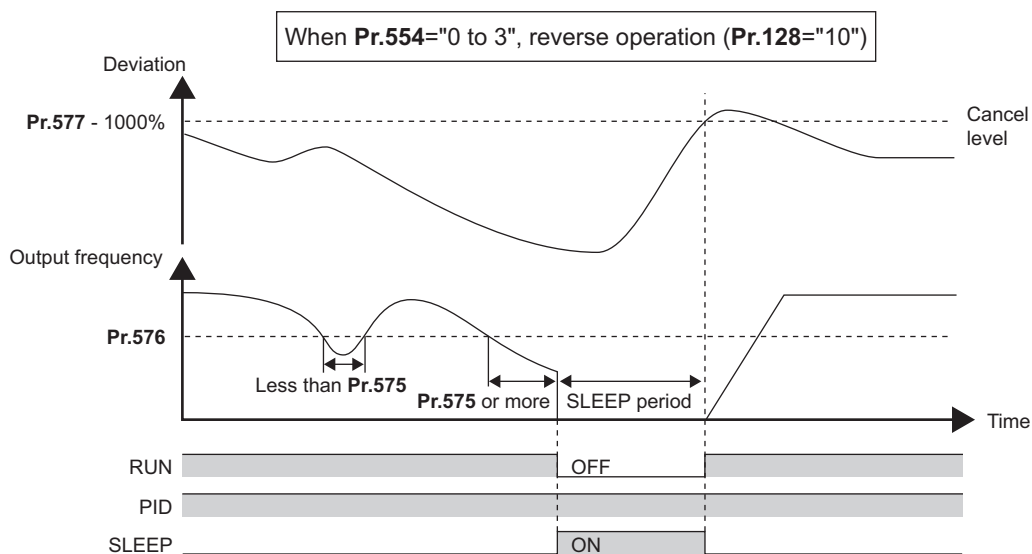 When Pr.554="0 to 3", reverse operation (Pr.128="10")
Deviation
Pr.577 - 1000%
Cancel
level
Output frequency
Pr.576
Less than Pr.575
Pr.575 or more
SLEEP period
Time
RUN
OFF
PID
SLEEP
ON